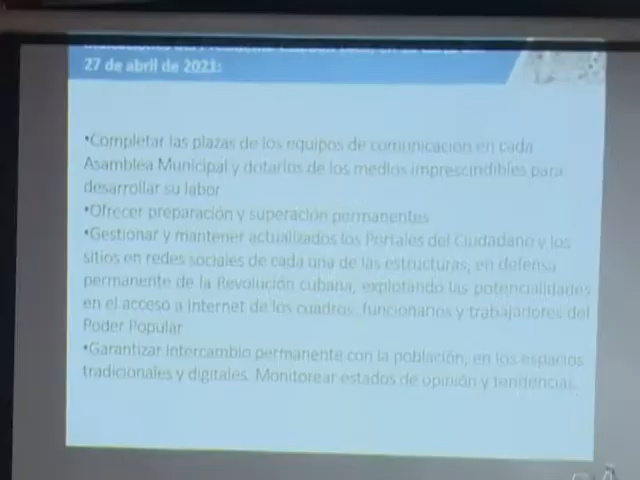 27 de abril de 2021:
•Completar las plazas de los equipos de comunicación en cada
Asamblea Municipal y dotarlos de los medios imprescindibles para
desarrollar su labor
•Ofrecer preparación y superación permanentes
•Gestionar y mantener actualizados los Portales del Ciudadano y los
sitios en redes sociales de cada una de las estructuras, en defensa
permanente de la Revolución cubana, explotando las potencialidades
en el acceso a Internet de los cuadros, funcionarios y trabajadores del
Poder Popular
•Garantizar intercambio permanente con la población, en los espacios
tradicionales y digitales. Monitorear estados de opinión y tendencias.